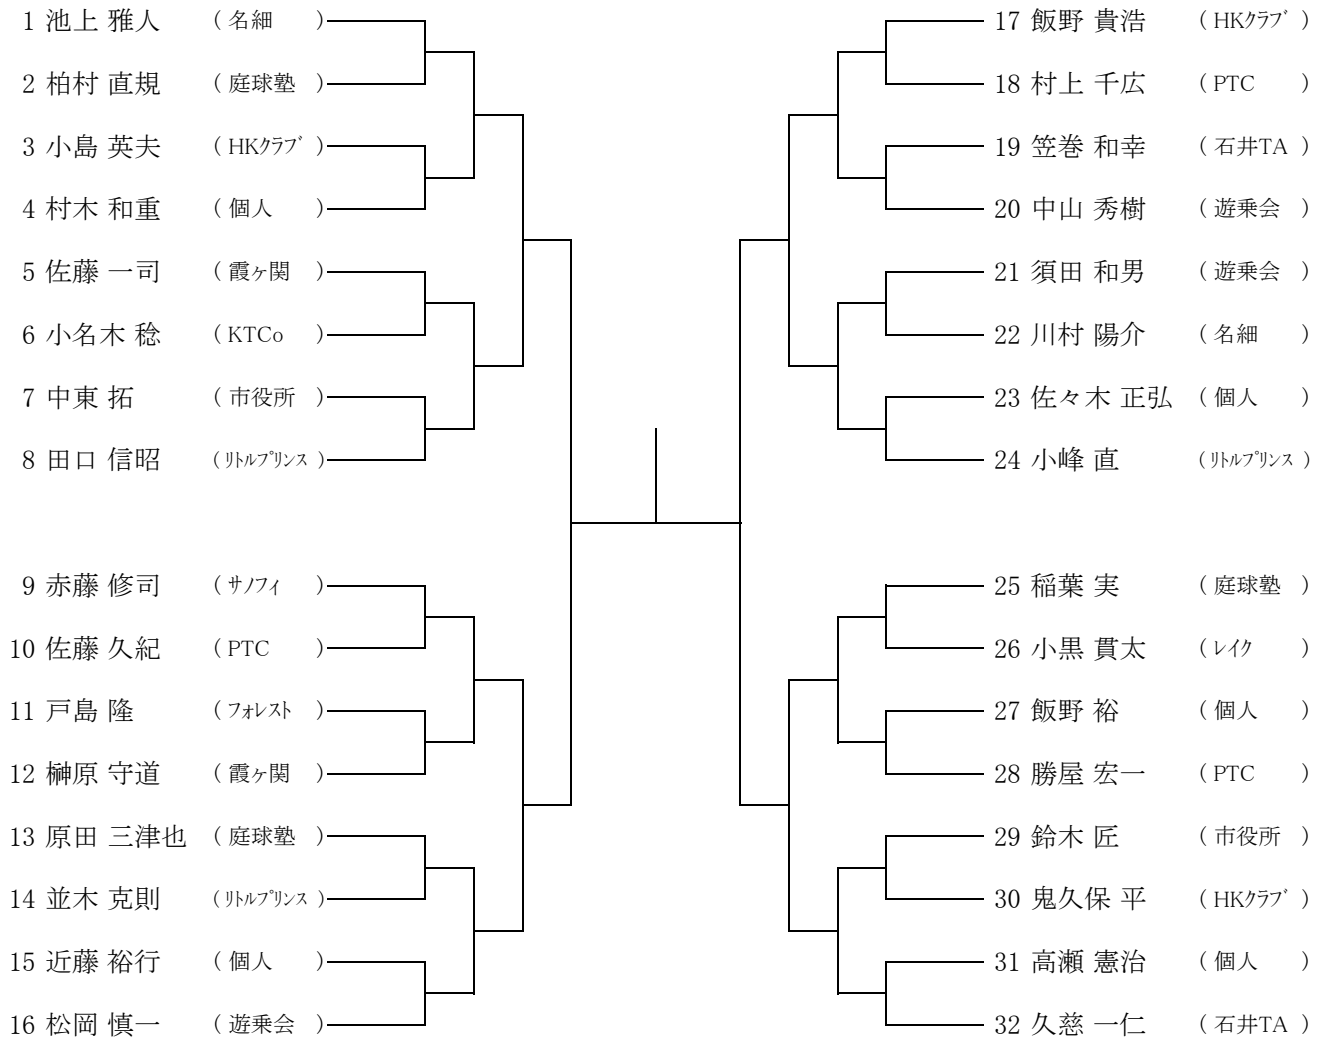 1 池上 雅人 ( 名細 )
2 柏村 直規 ( 庭球塾 )
3 小島 英夫 ( HKｸﾗﾌﾞ )
4 村木 和重 ( 個人 )
5 佐藤 一司 ( 霞ヶ関 )
6 小名木 稔 ( KTCo )
7 中東 拓 ( 市役所 )
8 田口 信昭 ( ﾘﾄﾙﾌﾟﾘﾝｽ )
9 赤藤 修司 ( ｻﾉﾌｨ )
10 佐藤 久紀 ( PTC )
11 戸島 隆 ( ﾌｫﾚｽﾄ )
12 榊原 守道 ( 霞ヶ関 )
13 原田 三津也 ( 庭球塾 )
14 並木 克則 ( ﾘﾄﾙﾌﾟﾘﾝｽ )
15 近藤 裕行 ( 個人 )
16 松岡 慎一 ( 遊乗会 )
17 飯野 貴浩 ( HKｸﾗﾌﾞ )
18 村上 千広 ( PTC )
19 笠巻 和幸 ( 石井TA )
20 中山 秀樹 ( 遊乗会 )
21 須田 和男 ( 遊乗会 )
22 川村 陽介 ( 名細 )
23 佐々木 正弘 ( 個人 )
24 小峰 直 ( ﾘﾄﾙﾌﾟﾘﾝｽ )
25 稲葉 実 ( 庭球塾 )
26 小黒 貫太 ( ﾚｲｸ )
27 飯野 裕 ( 個人 )
28 勝屋 宏一 ( PTC )
29 鈴木 匠 ( 市役所 )
30 鬼久保 平 ( HKｸﾗﾌﾞ )
31 高瀬 憲治 ( 個人 )
32 久慈 一仁 ( 石井TA )